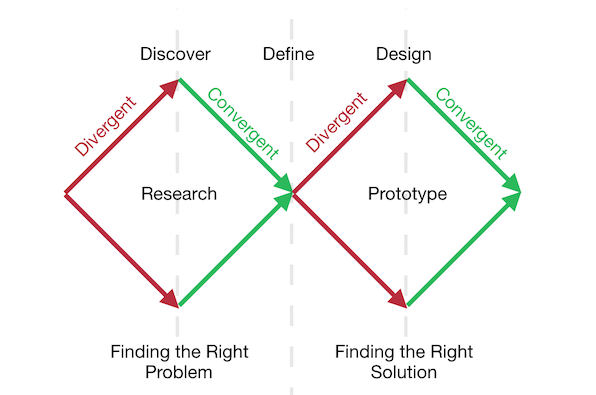 Discover
Define
Design
Divergent
Convergent
Divergent
Convergent
Research
Prototype
Finding the Right
Problem
Finding the Right
Solution